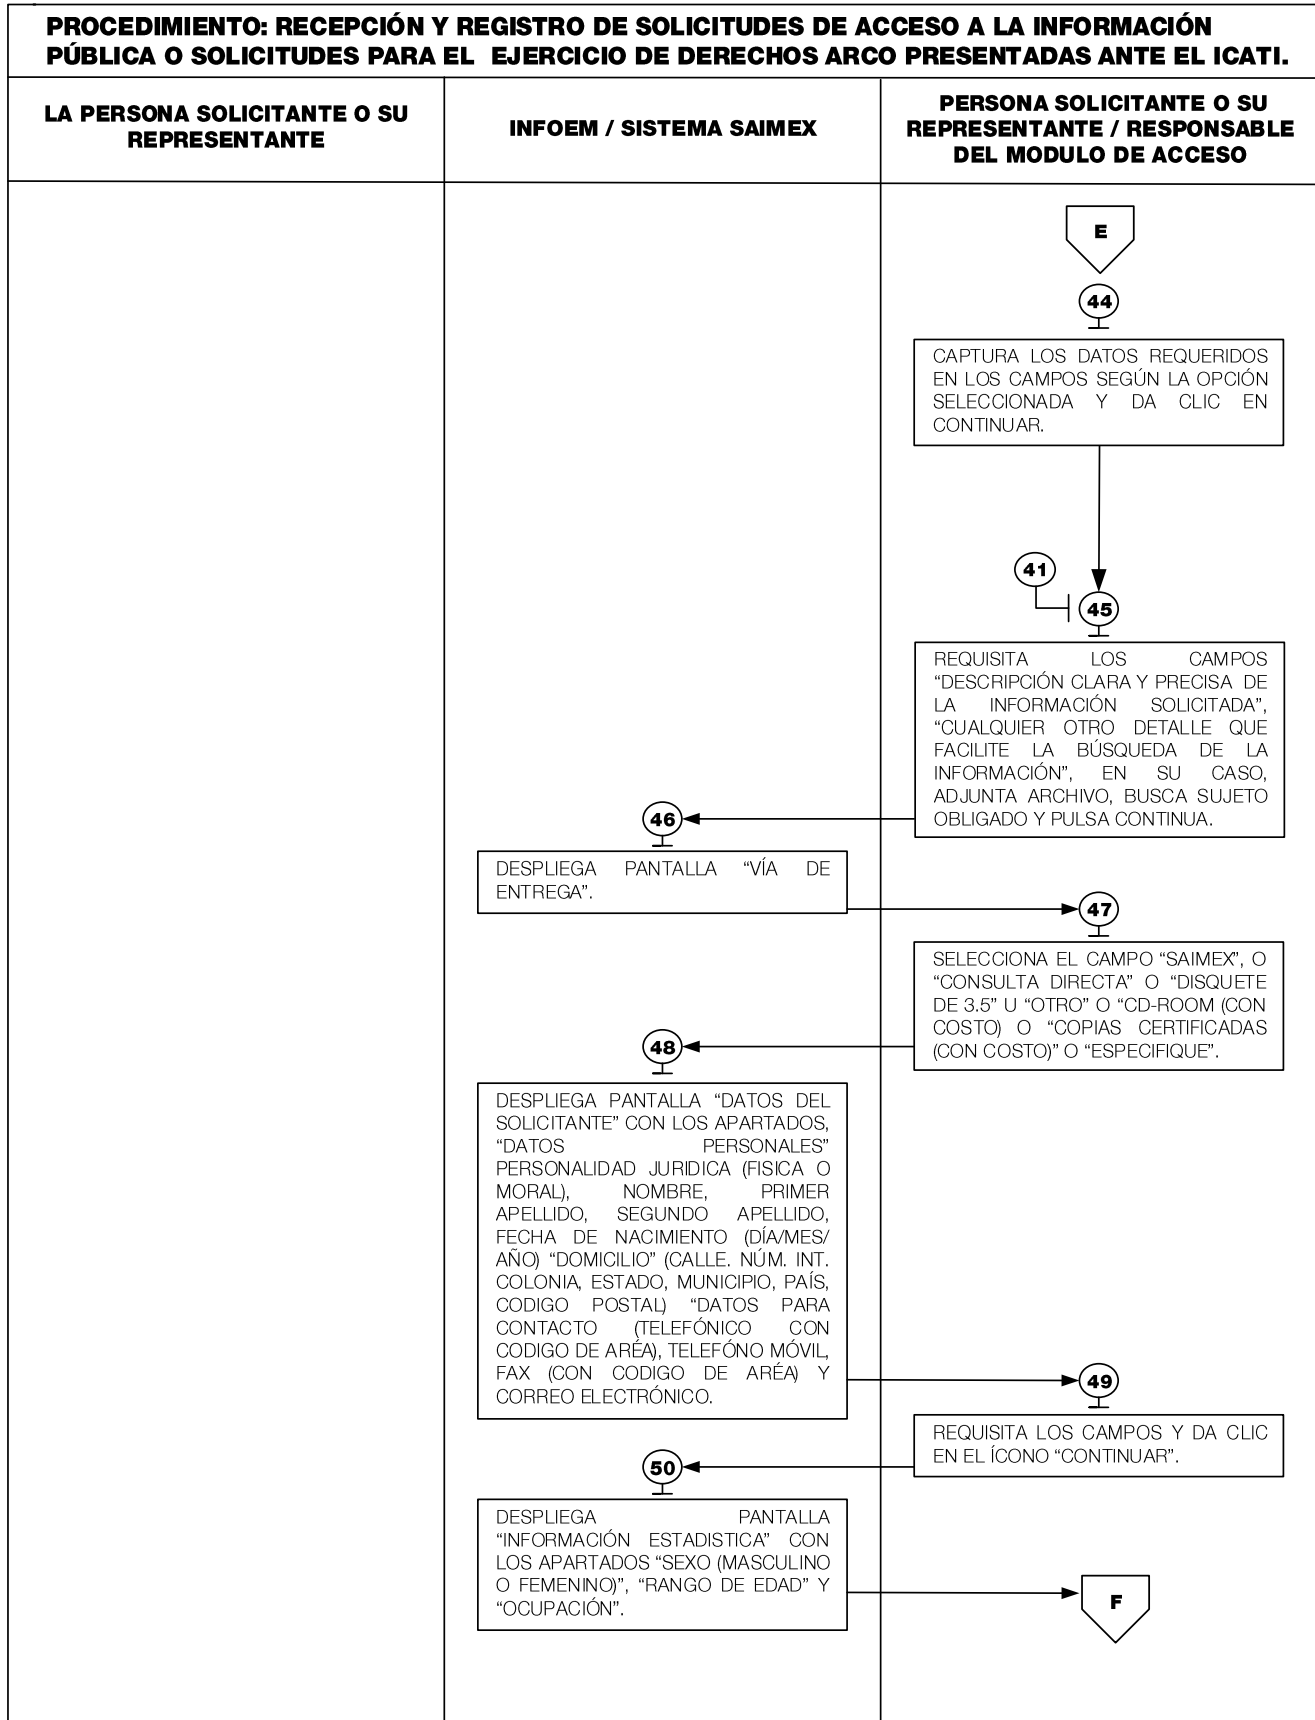 PROCEDIMIENTO: RECEPCIÓN Y REGISTRO DE SOLICITUDES DE ACCESO A LA INFORMACIÓN
PÚBLICA O SOLICITUDES PARA EL EJERCICIO DE DERECHOS ARCO PRESENTADAS ANTE EL ICATI.
LA PERSONA SOLICITANTE O SU
REPRESENTANTE
INFOEM / SISTEMA SAIMEX
PERSONA SOLICITANTE O SU
REPRESENTANTE / RESPONSABLE
DEL MODULO DE ACCESO
E
44
CAPTURA LOS DATOS REQUERIDOS
EN LOS CAMPOS SEGÚN LA OPCIÓN
SELECCIONADA Y DA CLIC EN
CONTINUAR.
41
45
REQUISITA LOS CAMPOS
“DESCRIPCIÓN CLARA Y PRECISA DE
LA INFORMACIÓN SOLICITADA”,
“CUALQUIER OTRO DETALLE QUE
FACILITE LA BÚSQUEDA DE LA
INFORMACIÓN”, EN SU CASO,
ADJUNTA ARCHIVO, BUSCA SUJETO
OBLIGADO Y PULSA CONTINUA.
46
DESPLIEGA PANTALLA “VÍA DE
ENTREGA”.
47
SELECCIONA EL CAMPO “SAIMEX”, O
“CONSULTA DIRECTA” O “DISQUETE
DE 3.5” U “OTRO” O “CD-ROOM (CON
COSTO) O “COPIAS CERTIFICADAS
(CON COSTO)” O “ESPECIFIQUE”.
48
DESPLIEGA PANTALLA “DATOS DEL
SOLICITANTE” CON LOS APARTADOS,
“DATOS PERSONALES”
PERSONALIDAD JURIDICA (FISICA O
MORAL), NOMBRE, PRIMER
APELLIDO, SEGUNDO APELLIDO,
FECHA DE NACIMIENTO (DÍA/MES/
AÑO) “DOMICILIO” (CALLE. NÚM. INT.
COLONIA, ESTADO, MUNICIPIO, PAÍS,
CODIGO POSTAL) “DATOS PARA
CONTACTO (TELEFÓNICO CON
CODIGO DE ARÉA), TELEFÓNO MÓVIL,
FAX (CON CODIGO DE ARÉA) Y
CORREO ELECTRÓNICO.
49
REQUISITA LOS CAMPOS Y DA CLIC
EN EL ÍCONO “CONTINUAR”.
50
DESPLIEGA PANTALLA
“INFORMACIÓN ESTADISTICA” CON
LOS APARTADOS “SEXO (MASCULINO
O FEMENINO)”, “RANGO DE EDAD” Y
“OCUPACIÓN”.
F